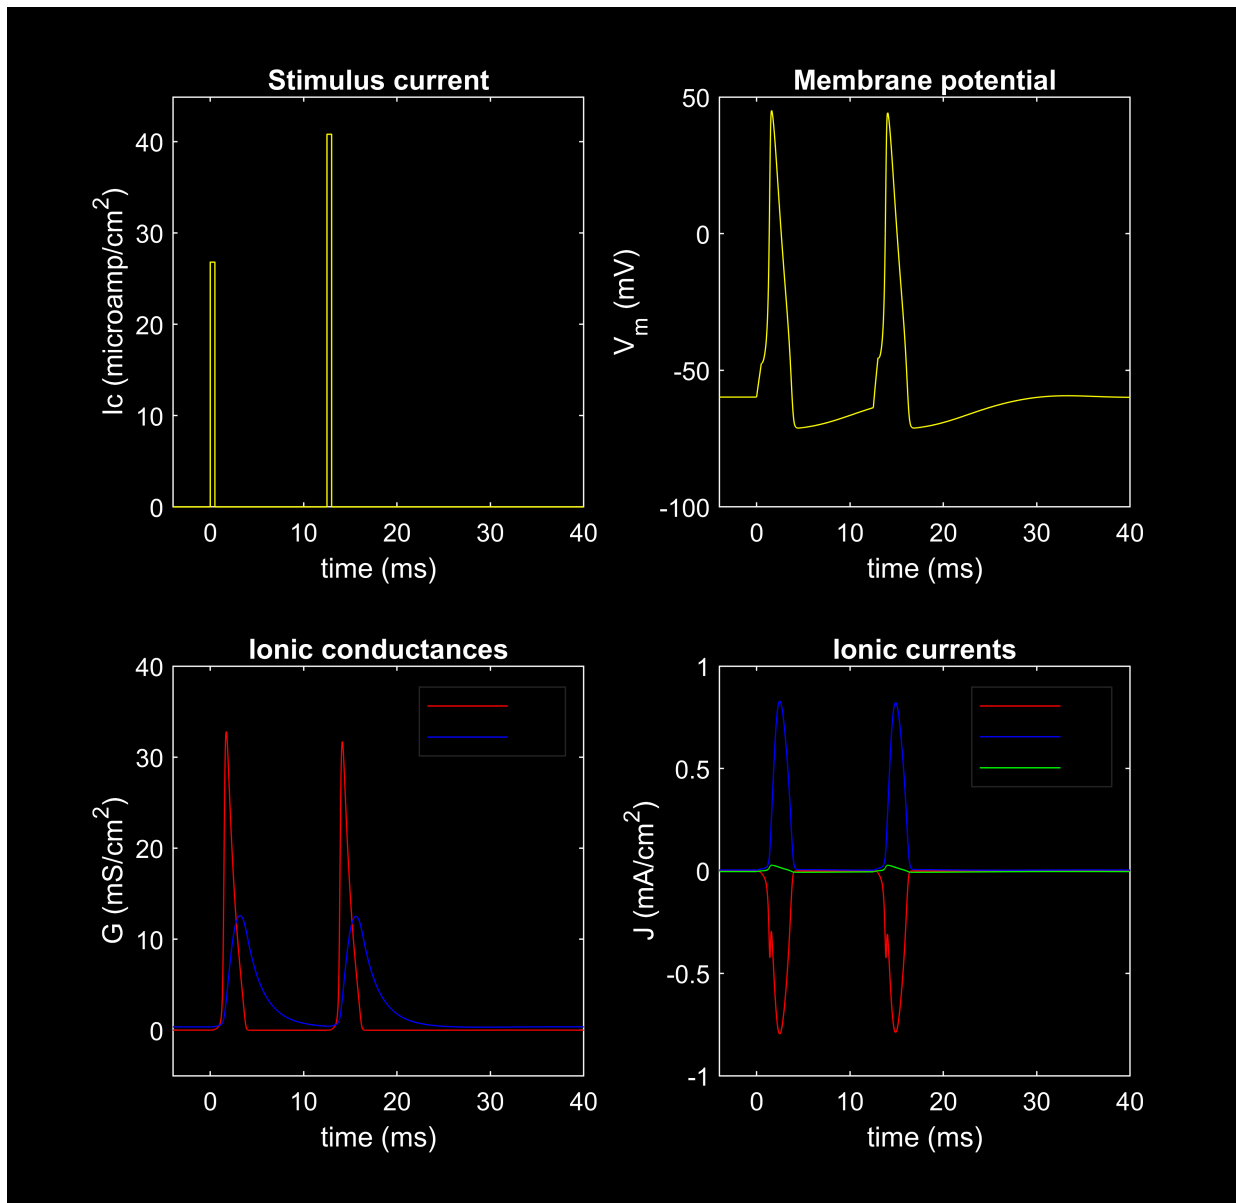 Stimulus current
Ic (microamp/cm²)
40
30
20
10
0
0 10 20 30 40
time (ms)
Membrane potential
Vₘ (mV)
50
0
-50
-100
0 10 20 30 40
time (ms)
Ionic conductances
G (mS/cm²)
40
30
20
10
0
0 10 20 30 40
time (ms)
Ionic currents
J (mA/cm²)
1
0.5
0
-0.5
-1
0 10 20 30 40
time (ms)